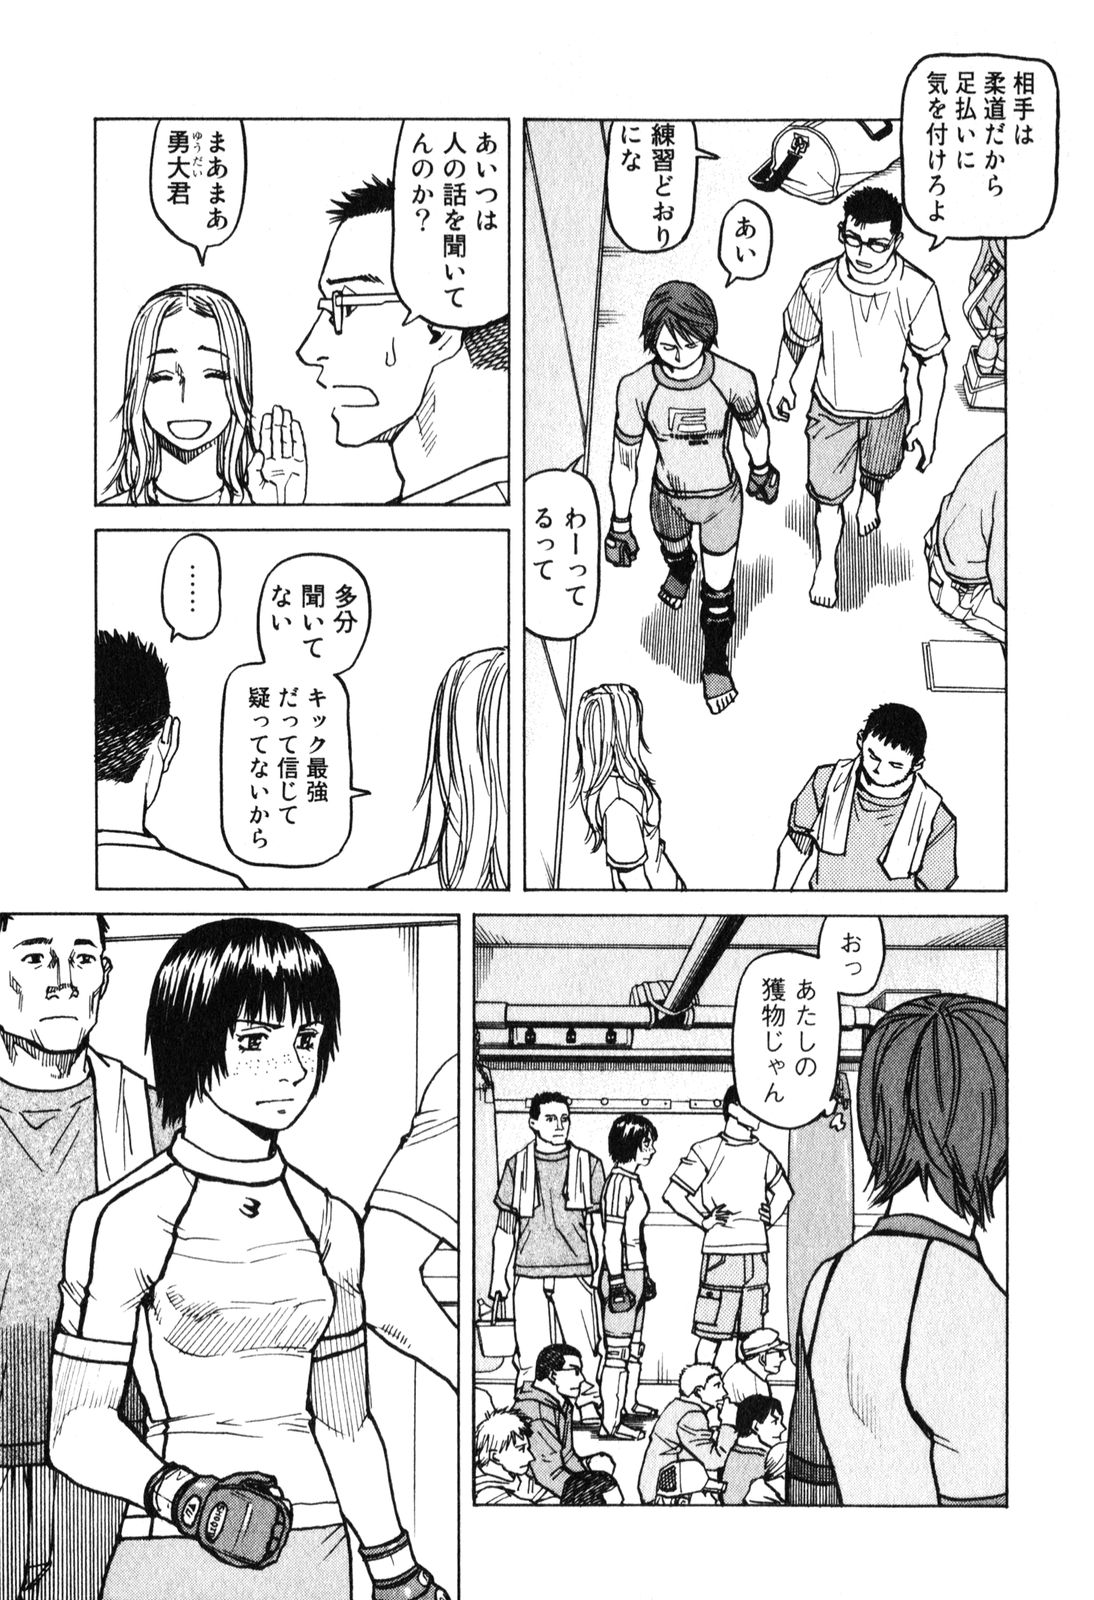 相手は
柔道だから
足払いに
気を付けろよ
練習どおり
にな
あい
わーって
るって
あいつは
人の話を聞いて
んのか?
まあまあ
勇大君
ゆうだい
多分
聞いて
ない
キック最強
だって信じて
疑ってないから
……
おっ
あたしの
獲物じゃん
3